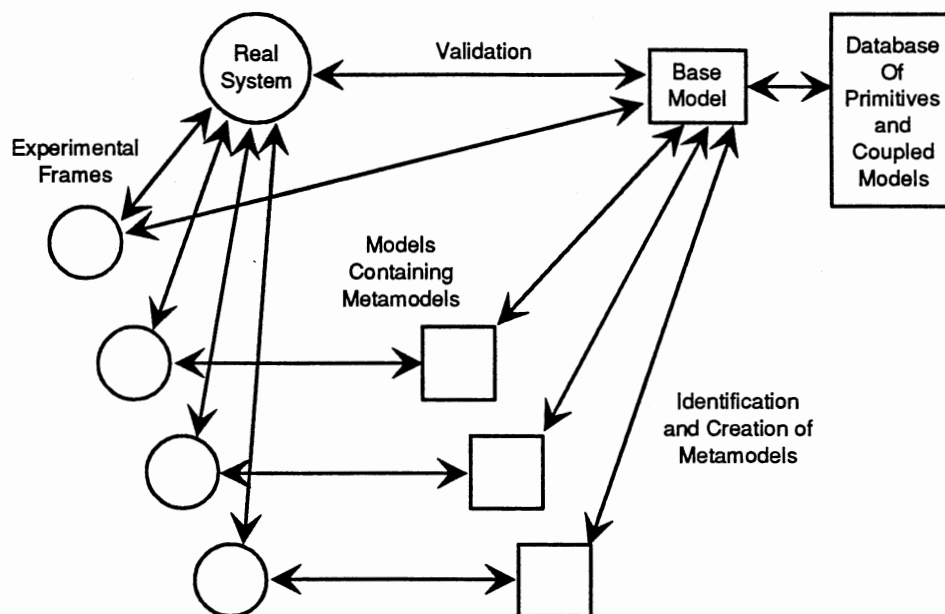 Real
System
Validation
Base
Model
Database
Of
Primitives
and
Coupled
Models
Experimental
Frames
Models
Containing
Metamodels
Identification
and Creation of
Metamodels